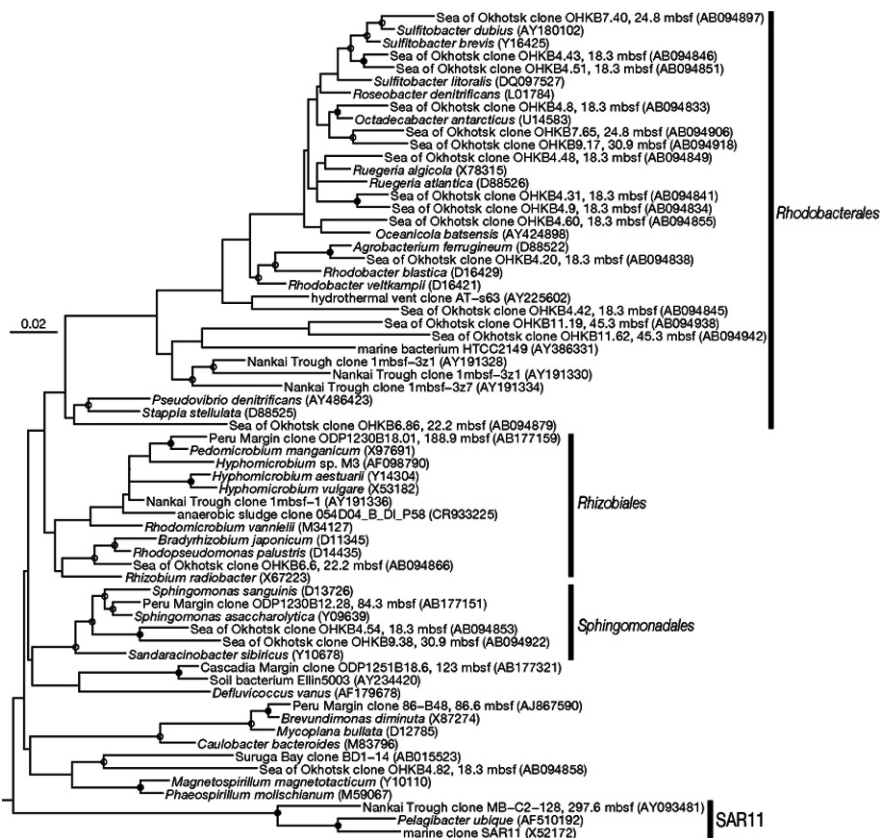 Sea of Okhotsk clone OHKB7.40, 24.8 mbsf (AB094897)
Sulfitobacter dubius (AY180102)
Sulfitobacter brevis (Y16425)
Sea of Okhotsk clone OHKB4.43, 18.3 mbsf (AB094846)
Sea of Okhotsk clone OHKB4.51, 18.3 mbsf (AB094851)
Sulfitobacter litoralis (DQ097527)
Roseobacter denitrificans (L01784)
Sea of Okhotsk clone OHKB4.8, 18.3 mbsf (AB094833)
Octadecabacter antarcticus (U14583)
Sea of Okhotsk clone OHKB7.65, 24.8 mbsf (AB094906)
Sea of Okhotsk clone OHKB9.17, 30.9 mbsf (AB094918)
Sea of Okhotsk clone OHKB4.48, 18.3 mbsf (AB094849)
Ruegeria algicola (X78315)
Ruegeria atlantica (D88526)
Sea of Okhotsk clone OHKB4.31, 18.3 mbsf (AB094841)
Sea of Okhotsk clone OHKB4.9, 18.3 mbsf (AB094834)
Rhodobacterales
Sea of Okhotsk clone OHKB4.60, 18.3 mbsf (AB094855)
Oceanicola batsensis (AY424898)
Agrobacterium ferrugineum (D88522)
Sea of Okhotsk clone OHKB4.20, 18.3 mbsf (AB094838)
Rhodobacter blastica (D16429)
Rhodobacter veltkampii (D16421)
hydrothermal vent clone AT-s63 (AY225602)
Sea of Okhotsk clone OHKB4.42, 18.3 mbsf (AB094845)
0.02
Sea of Okhotsk clone OHKB11.19, 45.3 mbsf (AB094938)
Sea of Okhotsk clone OHKB11.62, 45.3 mbsf (AB094942)
marine bacterium HTCC2149 (AY386331)
Nankai Trough clone 1mbsf-3z1 (AY191328)
Nankai Trough clone 1mbsf-3z1 (AY191330)
Nankai Trough clone 1mbsf-3z7 (AY191334)
Pseudovibrio denitrificans (AY486423)
Stappia stellulata (D88525)
Sea of Okhotsk clone OHKB6.86, 22.2 mbsf (AB094879)
Peru Margin clone ODP1230B18.01, 188.9 mbsf (AB177159)
Pedomicrobium manganicum (X97691)
Hyphomicrobium sp. M3 (AF098790)
Hyphomicrobium aestuarii (Y14304)
Hyphomicrobium vulgare (X53182)
Nankai Trough clone 1mbsf-1 (AY191336)
Rhizobiales
anaerobic sludge clone 054D04_B_DI_P58 (CR933225)
Rhodomicrobium vannielii (M34127)
Bradyrhizobium japonicum (D11345)
Rhodopseudomonas palustris (D14435)
Sea of Okhotsk clone OHKB6.6, 22.2 mbsf (AB094866)
Rhizobium radiobacter (X67223)
Sphingomonas sanguinis (D13726)
Peru Margin clone ODP1230B12.28, 84.3 mbsf (AB177151)
Sphingomonas asaccharolytica (Y09639)
Sphingomonadales
Sea of Okhotsk clone OHKB4.54, 18.3 mbsf (AB094853)
Sea of Okhotsk clone OHKB9.38, 30.9 mbsf (AB094922)
Sandaracinobacter sibiricus (Y10678)
Cascadia Margin clone ODP1251B18.6, 123 mbsf (AB177321)
Soil bacterium Ellin5003 (AY234420)
Defluvicoccus vanus (AF179678)
Peru Margin clone 86-B48, 86.6 mbsf (AJ867590)
Brevundimonas diminuta (X87274)
Mycoplana bullata (D12785)
Caulobacter bacteroides (M83796)
Suruga Bay clone BD1-14 (AB015523)
Sea of Okhotsk clone OHKB4.82, 18.3 mbsf (AB094858)
Magnetospirillum magnetotacticum (Y10110)
Phaeospirillum molischianum (M59067)
Nankai Trough clone MB-C2-128, 297.6 mbsf (AY093481)
Pelagibacter ubique (AF510192)
SAR11
marine clone SAR11 (X52172)